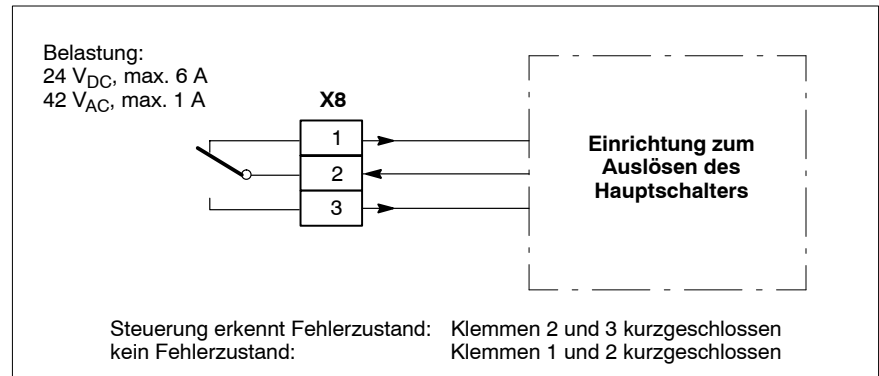 Belastung:
24 V_DC, max. 6 A
42 V_AC, max. 1 A
X8
1
2
3
Einrichtung zum
Auslösen des
Hauptschalters
Steuerung erkennt Fehlerzustand: Klemmen 2 und 3 kurzgeschlossen
kein Fehlerzustand: Klemmen 1 und 2 kurzgeschlossen